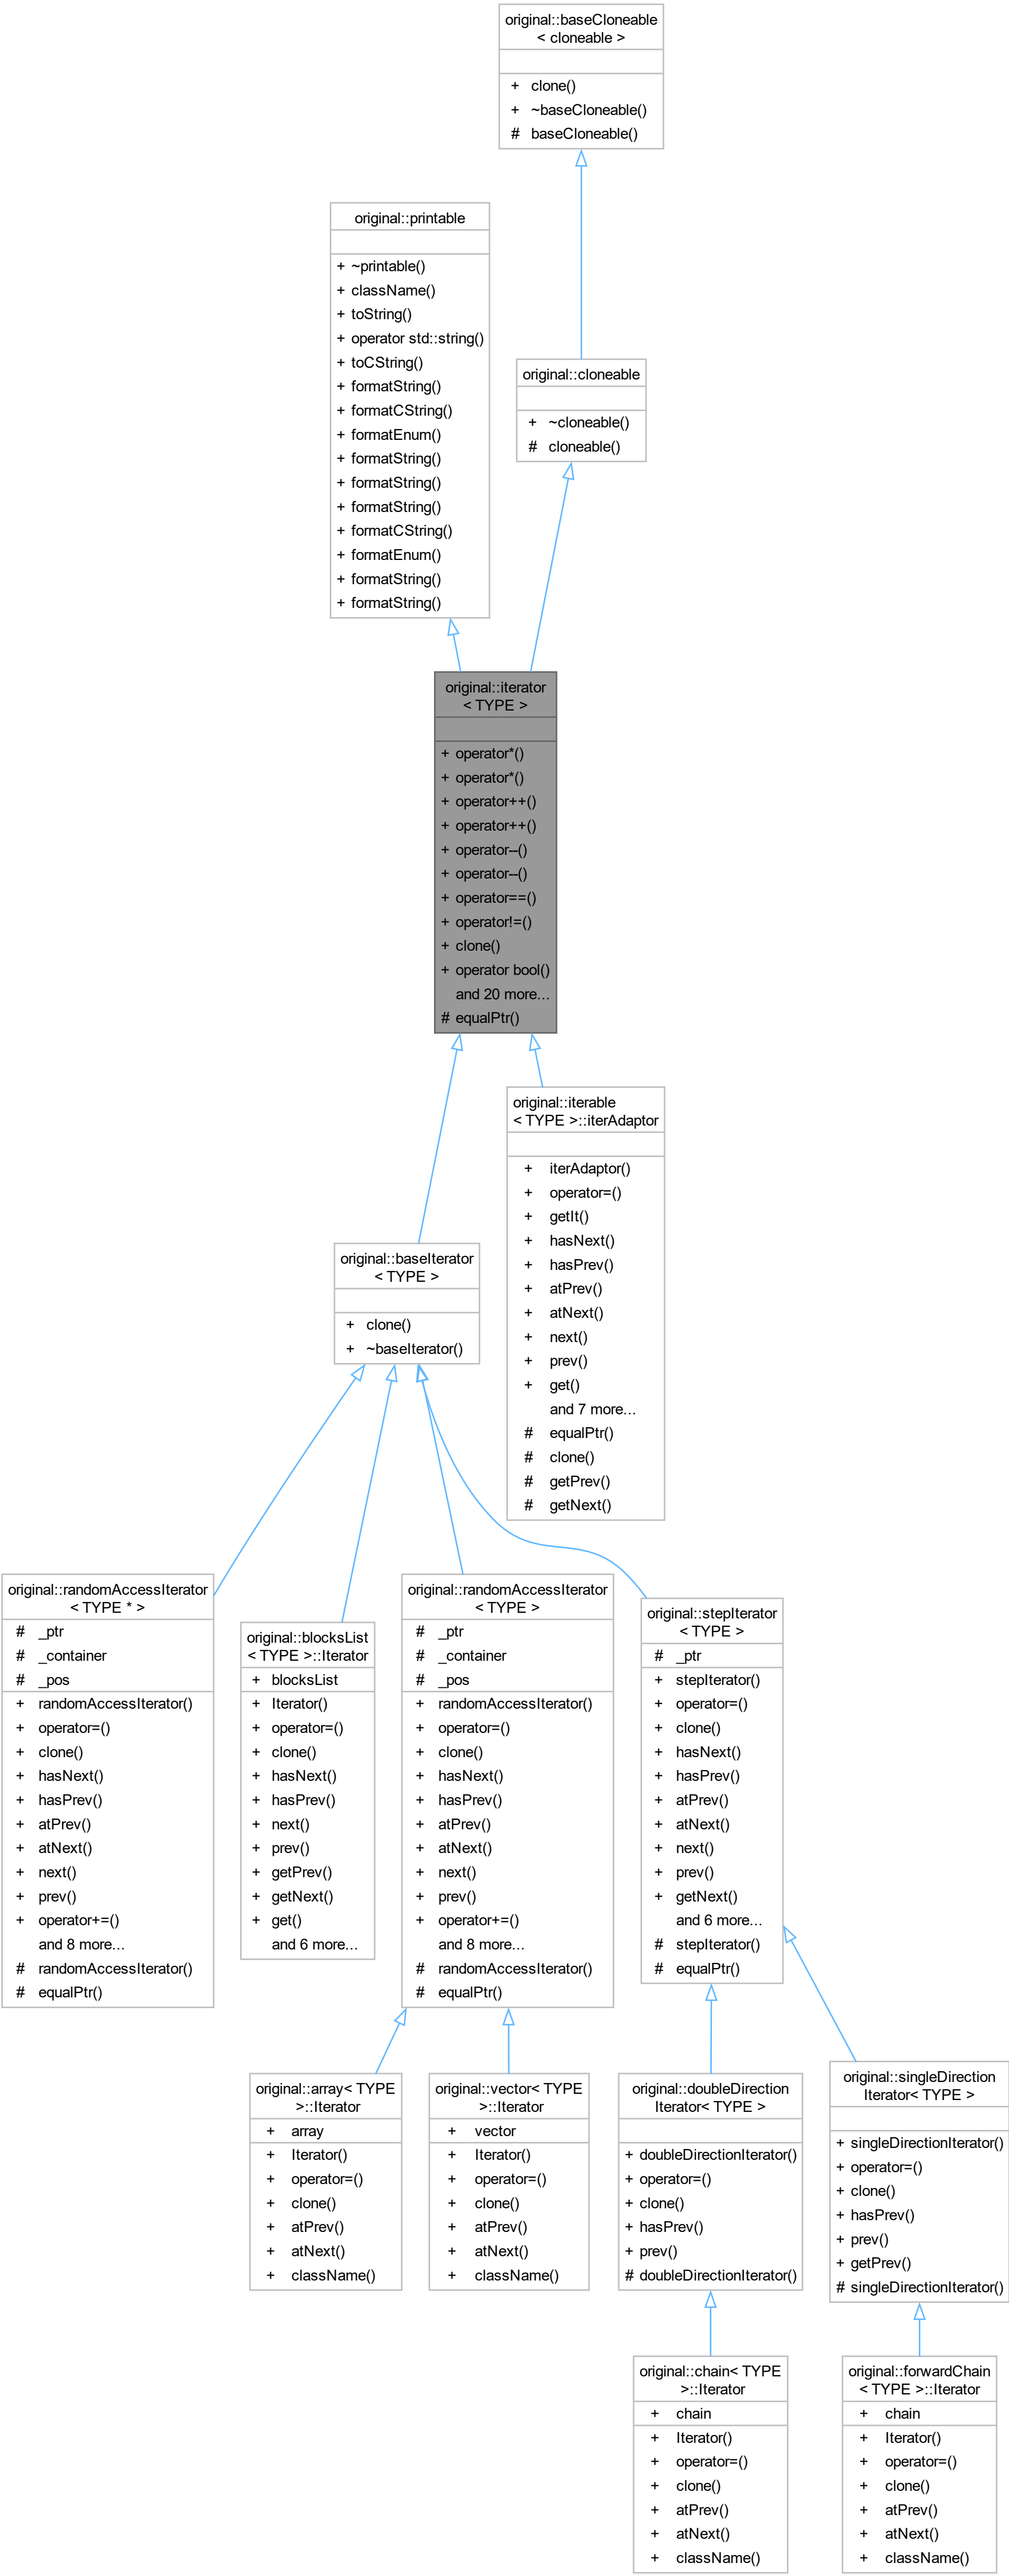 original::baseCloneable
< cloneable >
+ clone()
+ ~baseCloneable()
# baseCloneable()
original::printable
+ ~printable()
+ className()
+ toString()
+ operator std::string()
+ toCString()
+ formatString()
+ formatCString()
+ formatEnum()
+ formatString()
+ formatString()
+ formatString()
+ formatCString()
+ formatEnum()
+ formatString()
+ formatString()
original::cloneable
+ ~cloneable()
# cloneable()
original::iterator
< TYPE >
+ operator*()
+ operator*()
+ operator++()
+ operator++()
+ operator--()
+ operator--()
+ operator==()
+ operator!=()
+ clone()
+ operator bool()
and 20 more...
# equalPtr()
original::iterable
< TYPE >::iterAdaptor
+ iterAdaptor()
+ operator=()
+ getIt()
+ hasNext()
+ hasPrev()
+ atPrev()
+ atNext()
+ next()
+ prev()
+ get()
and 7 more...
# equalPtr()
# clone()
# getPrev()
# getNext()
original::baseIterator
< TYPE >
+ clone()
+ ~baseIterator()
original::randomAccessIterator
< TYPE * >
# _ptr
# _container
# _pos
+ randomAccessIterator()
+ operator=()
+ clone()
+ hasNext()
+ hasPrev()
+ atPrev()
+ atNext()
+ next()
+ prev()
+ operator+=()
and 8 more...
# randomAccessIterator()
# equalPtr()
original::blocksList
< TYPE >::Iterator
+ blocksList
+ Iterator()
+ operator=()
+ clone()
+ hasNext()
+ hasPrev()
+ next()
+ prev()
+ getPrev()
+ getNext()
+ get()
and 6 more...
original::randomAccessIterator
< TYPE >
# _ptr
# _container
# _pos
+ randomAccessIterator()
+ operator=()
+ clone()
+ hasNext()
+ hasPrev()
+ atPrev()
+ atNext()
+ next()
+ prev()
+ operator+=()
and 8 more...
# randomAccessIterator()
# equalPtr()
original::stepIterator
< TYPE >
# _ptr
+ stepIterator()
+ operator=()
+ clone()
+ hasNext()
+ hasPrev()
+ atPrev()
+ atNext()
+ next()
+ prev()
+ getNext()
and 6 more...
# stepIterator()
# equalPtr()
original::array< TYPE
>::Iterator
+ array
+ Iterator()
+ operator=()
+ clone()
+ atPrev()
+ atNext()
+ className()
original::vector< TYPE
>::Iterator
+ vector
+ Iterator()
+ operator=()
+ clone()
+ atPrev()
+ atNext()
+ className()
original::doubleDirection
Iterator< TYPE >
+ doubleDirectionIterator()
+ operator=()
+ clone()
+ hasPrev()
+ prev()
# doubleDirectionIterator()
original::singleDirection
Iterator< TYPE >
+ singleDirectionIterator()
+ operator=()
+ clone()
+ hasPrev()
+ prev()
+ getPrev()
# singleDirectionIterator()
original::chain< TYPE
>::Iterator
+ chain
+ Iterator()
+ operator=()
+ clone()
+ atPrev()
+ atNext()
+ className()
original::forwardChain
< TYPE >::Iterator
+ chain
+ Iterator()
+ operator=()
+ clone()
+ atPrev()
+ atNext()
+ className()